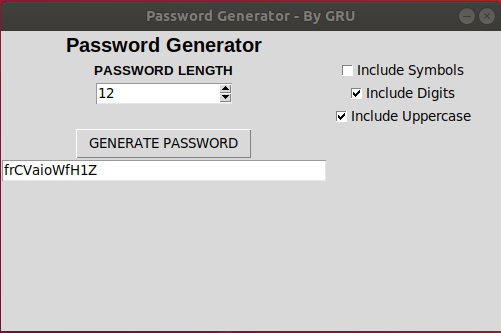 Password Generator - By GRU
Password Generator
PASSWORD LENGTH
12
Include Symbols
Include Digits
Include Uppercase
GENERATE PASSWORD
frCVaioWfH1Z